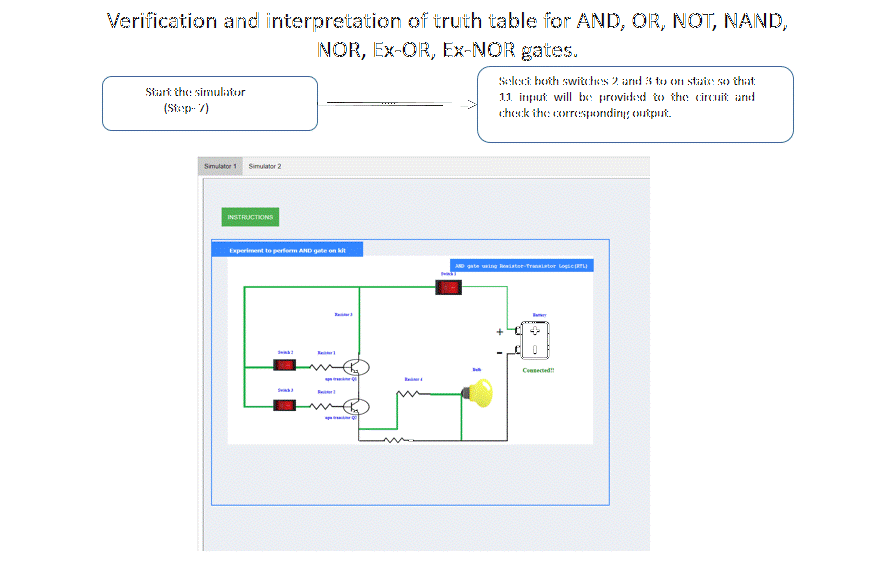 Verification and interpretation of truth table for AND, OR, NOT, NAND,
NOR, Ex-OR, Ex-NOR gates.
Start the simulator
(Step- 7)
Select both switches 2 and 3 to on state so that
11 input will be provided to the circuit and
check the corresponding output.
Simulator 1 Simulator 2
INSTRUCTIONS
Experiment to perform AND gate on kit
AND gate using Resistor-Transistor Logic(RTL)
Switch 1
Resistor 3
Battery
+
-
Switch 2 Resistor 1
Connected!!
npn transistor Q1
Bulb
Resistor 4
Switch 3 Resistor 2
npn transistor Q2